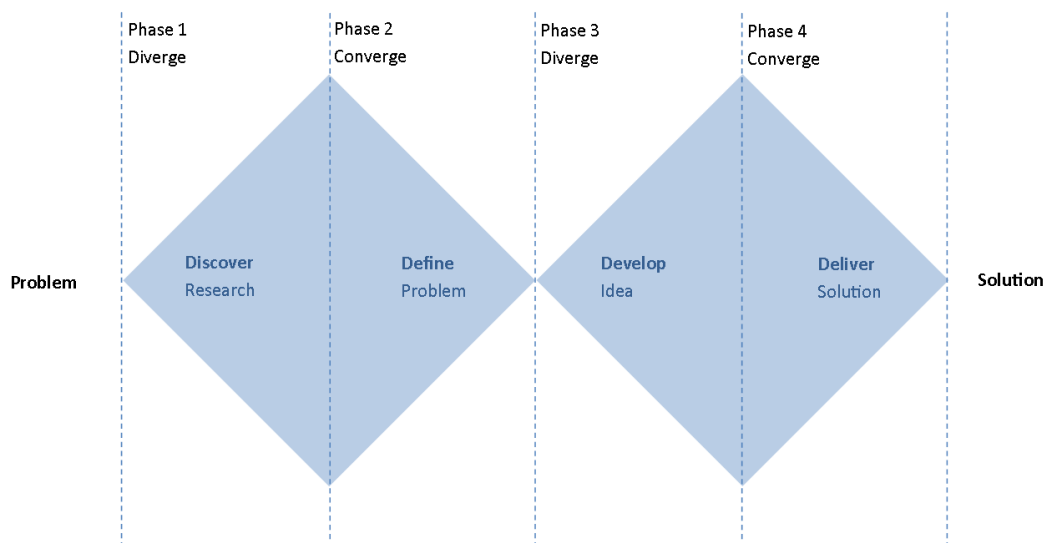 Phase 1
Diverge
Phase 2
Converge
Phase 3
Diverge
Phase 4
Converge
Problem
Discover
Research
Define
Problem
Develop
Idea
Deliver
Solution
Solution